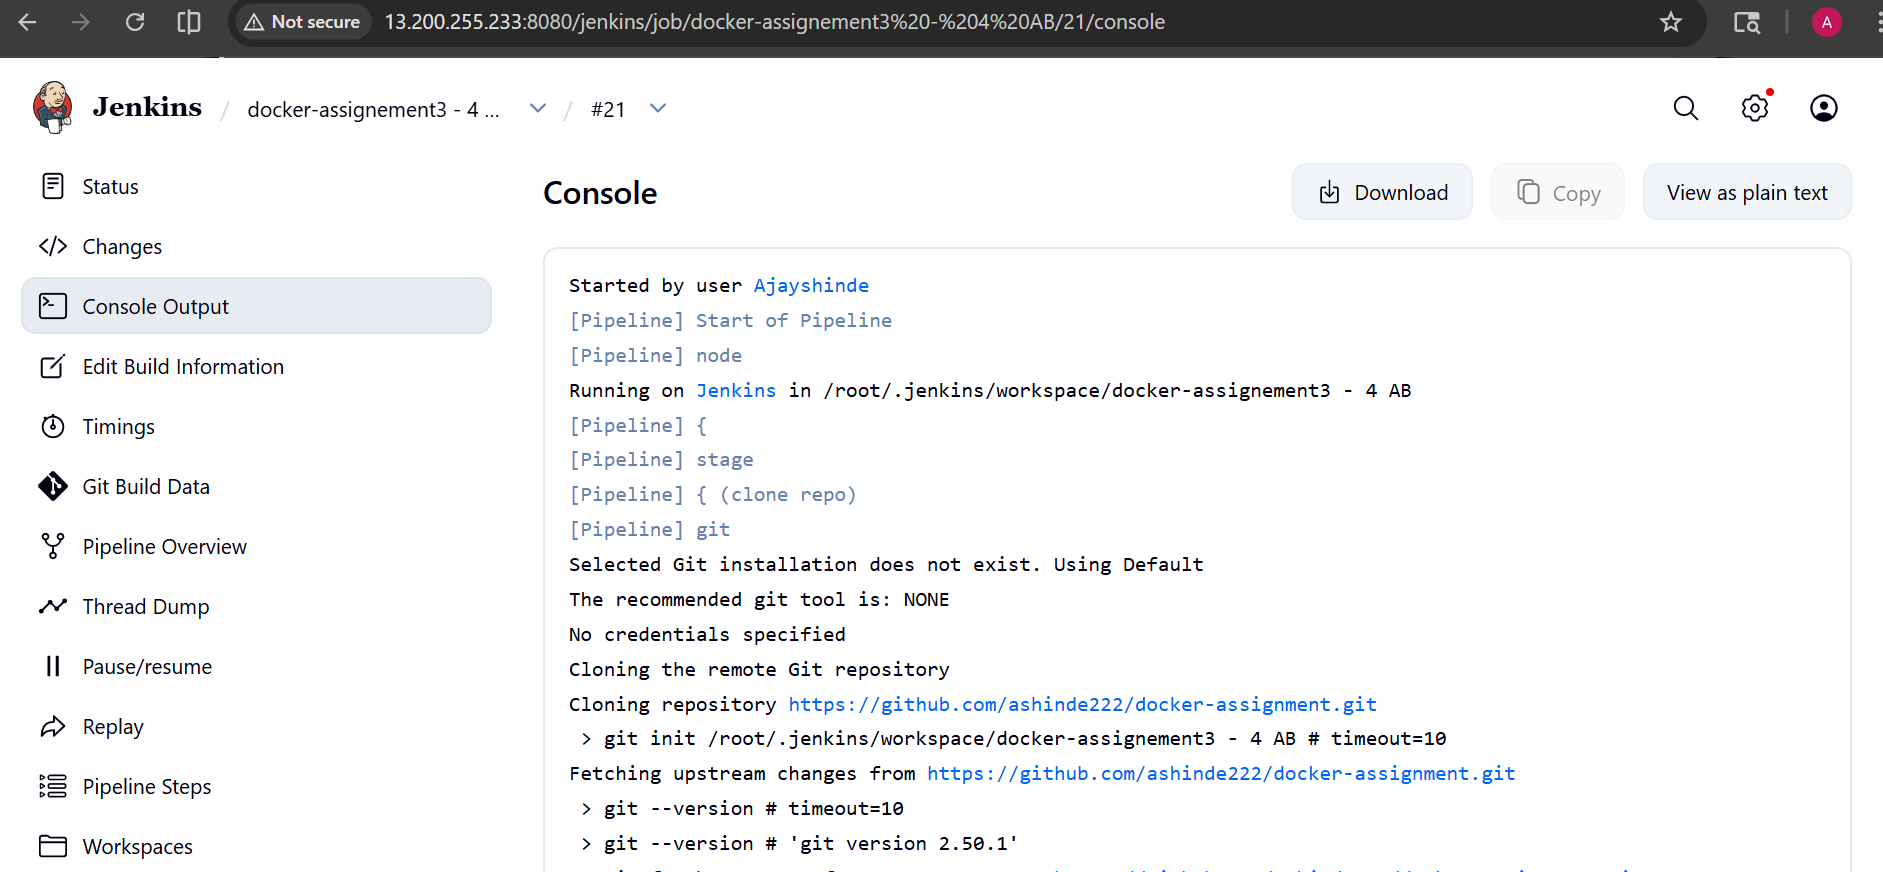 Not secure 13.200.255.233:8080/jenkins/job/docker-assignement3%20-%204%20AB/21/console A
Jenkins / docker-assignement3 - 4 ... / #21
Status
Changes
Console Output
Edit Build Information
Timings
Git Build Data
Pipeline Overview
Thread Dump
Pause/resume
Replay
Pipeline Steps
Workspaces
Console
Download
Copy
View as plain text
Started by user Ajayshinde
[Pipeline] Start of Pipeline
[Pipeline] node
Running on Jenkins in /root/.jenkins/workspace/docker-assignement3 - 4 AB
[Pipeline] {
[Pipeline] stage
[Pipeline] { (clone repo)
[Pipeline] git
Selected Git installation does not exist. Using Default
The recommended git tool is: NONE
No credentials specified
Cloning the remote Git repository
Cloning repository https://github.com/ashinde222/docker-assignment.git
> git init /root/.jenkins/workspace/docker-assignement3 - 4 AB # timeout=10
Fetching upstream changes from https://github.com/ashinde222/docker-assignment.git
> git --version # timeout=10
> git --version # 'git version 2.50.1'